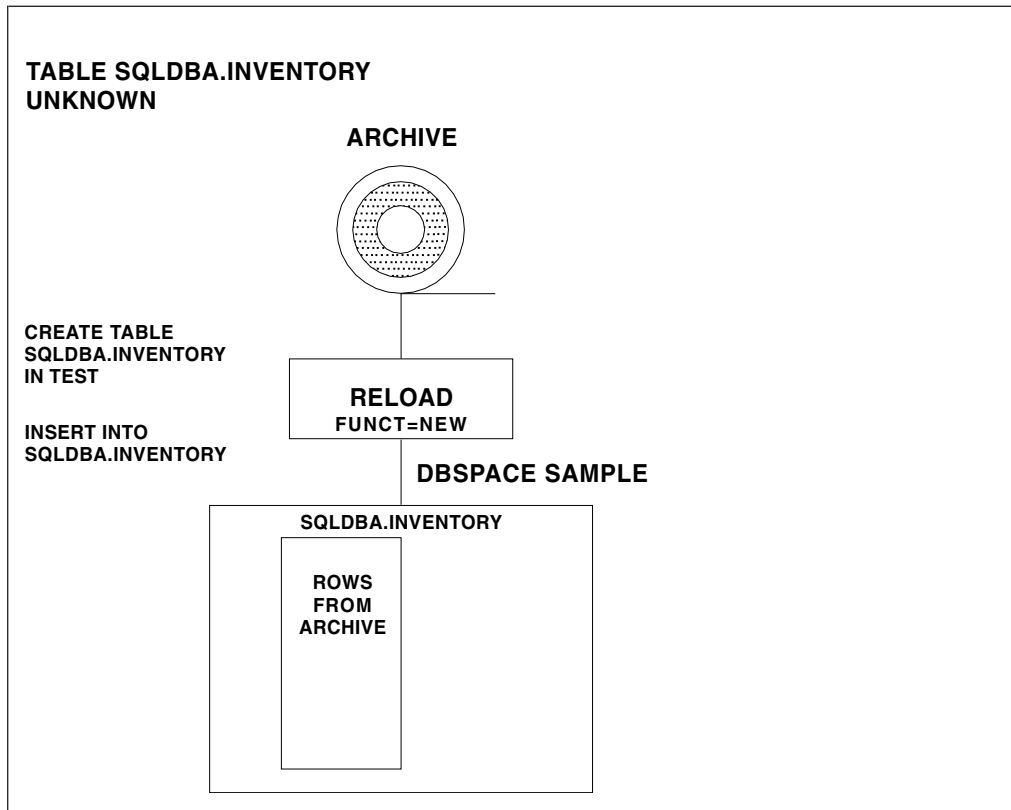 TABLE SQLDBA.INVENTORY
UNKNOWN
ARCHIVE
CREATE TABLE
SQLDBA.INVENTORY
IN TEST
RELOAD
FUNCT=NEW
INSERT INTO
SQLDBA.INVENTORY
DBSPACE SAMPLE
SQLDBA.INVENTORY
ROWS
FROM
ARCHIVE